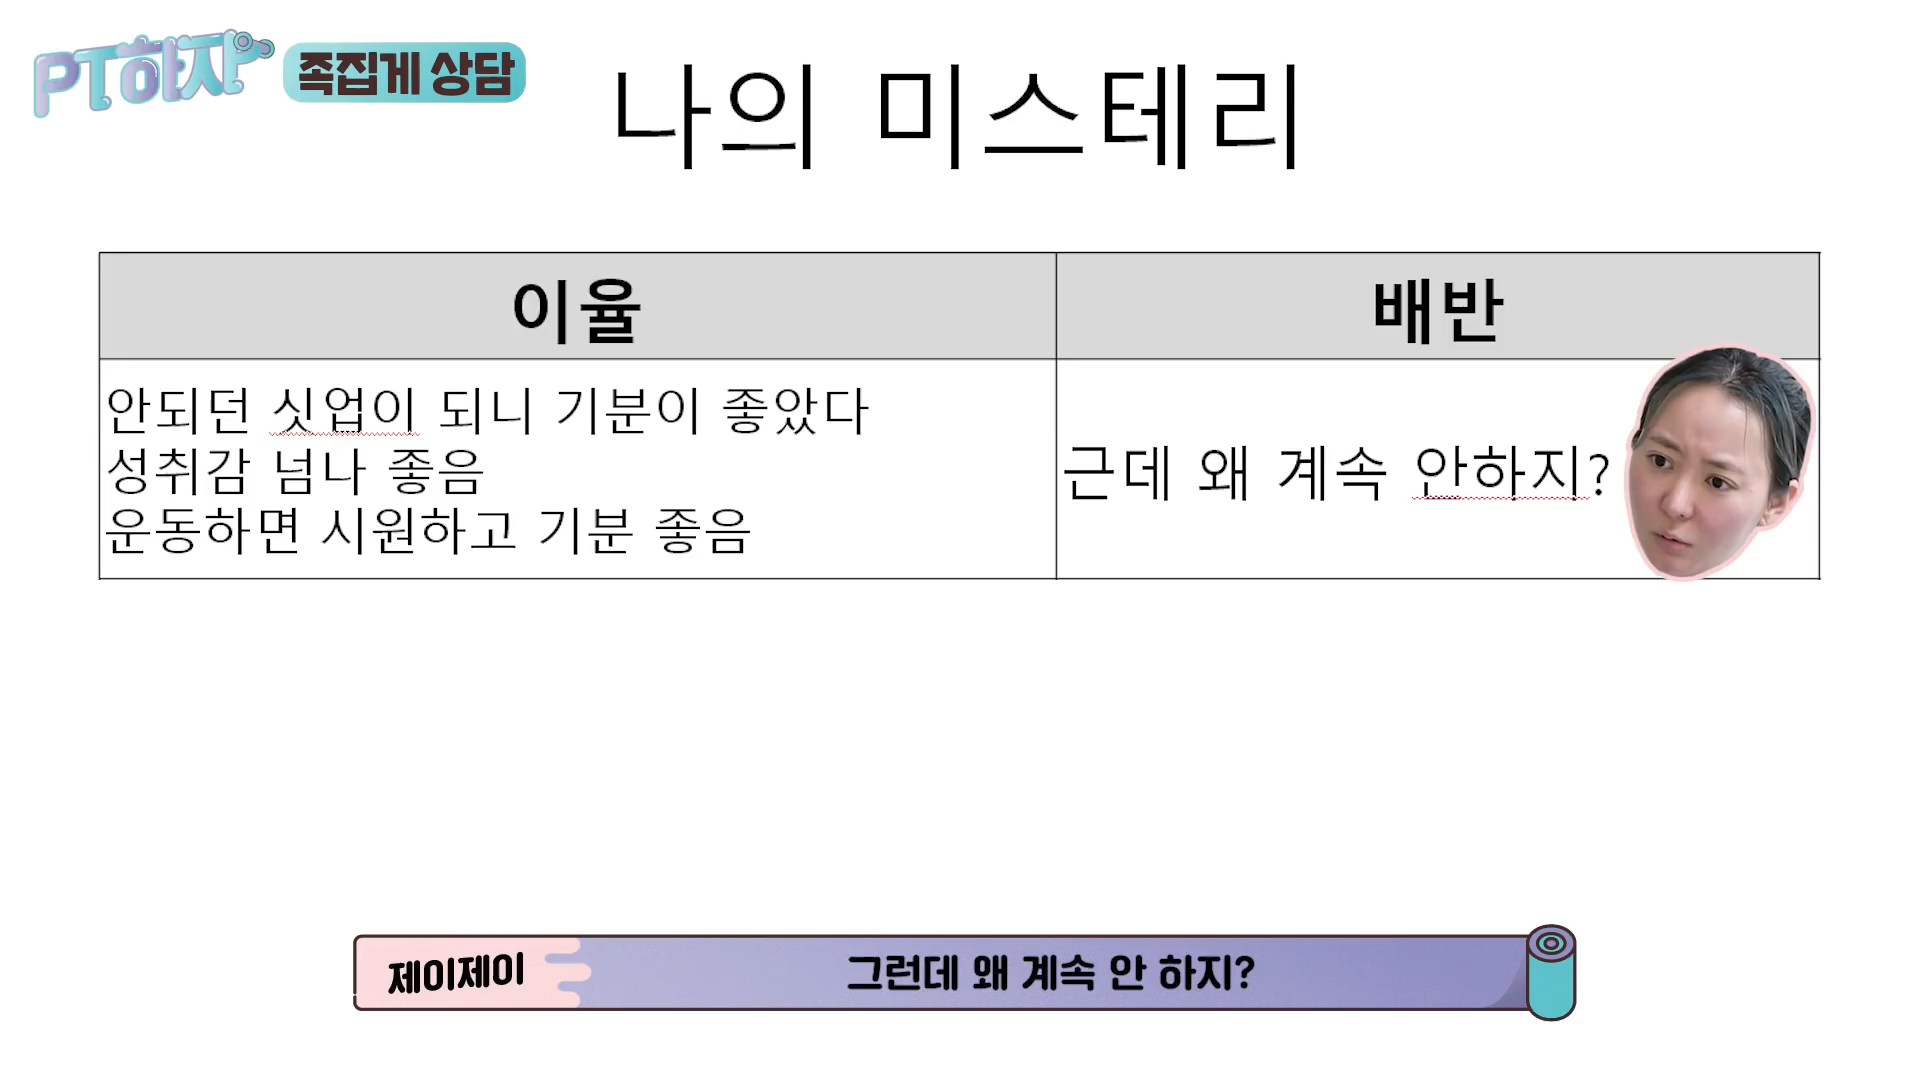 PT하자
족집게 상담
나의 미스테리
이율
배반
안되던 싯업이 되니 기분이 좋았다
성취감 넘나 좋음
운동하면 시원하고 기분 좋음
근데 왜 계속 안하지?
제이제이
그런데 왜 계속 안 하지?